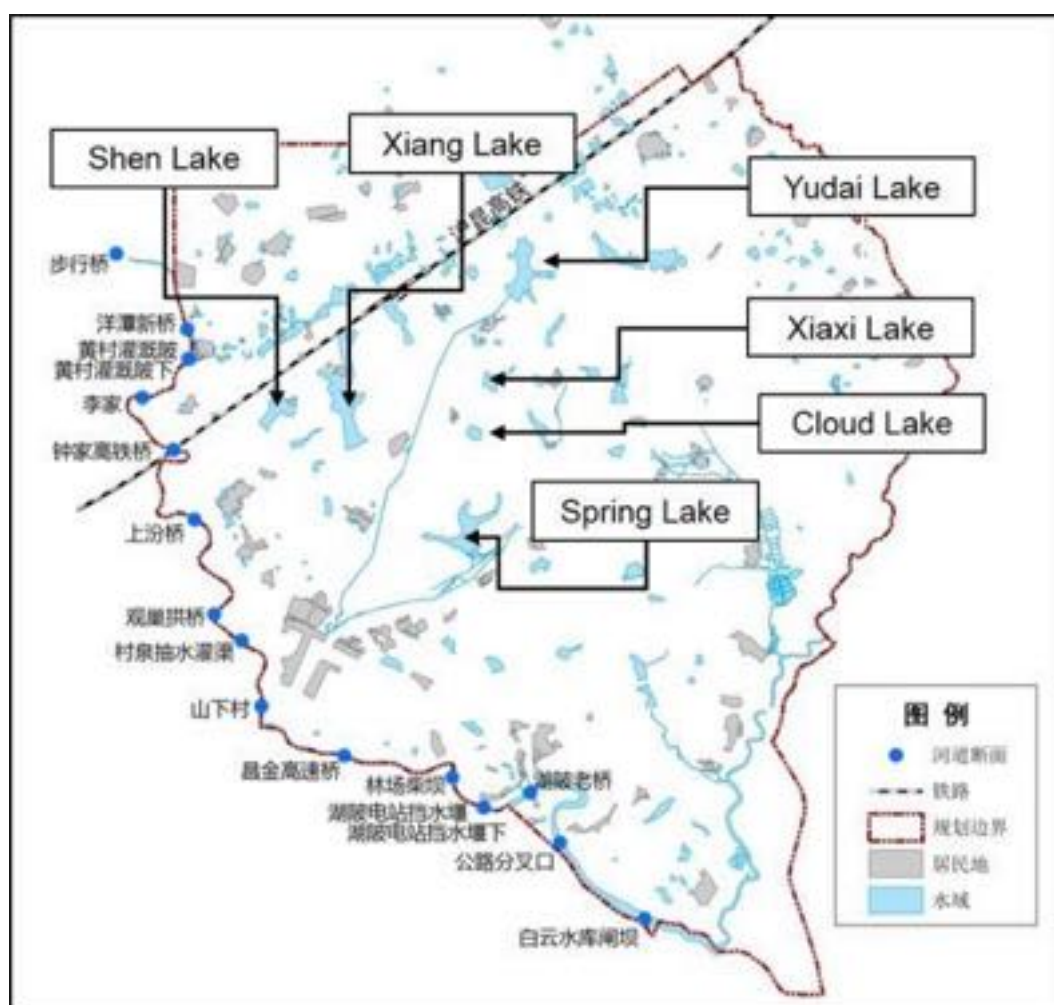 Shen Lake
Xiang Lake
Yudai Lake
沪昆高铁
步行桥
洋潭新桥
黄村灌溉陂
黄村灌溉陂下
李家
钟家高铁桥
Xiaxi Lake
Cloud Lake
Spring Lake
上汾桥
观巢拱桥
村泉抽水灌渠
山下村
昌金高速桥
林场柴坝
湖陂老桥
湖陂电站挡水堰
湖陂电站挡水堰下
公路分叉口
白云水库闸坝
图 例
河道断面
铁路
规划边界
居民地
水域